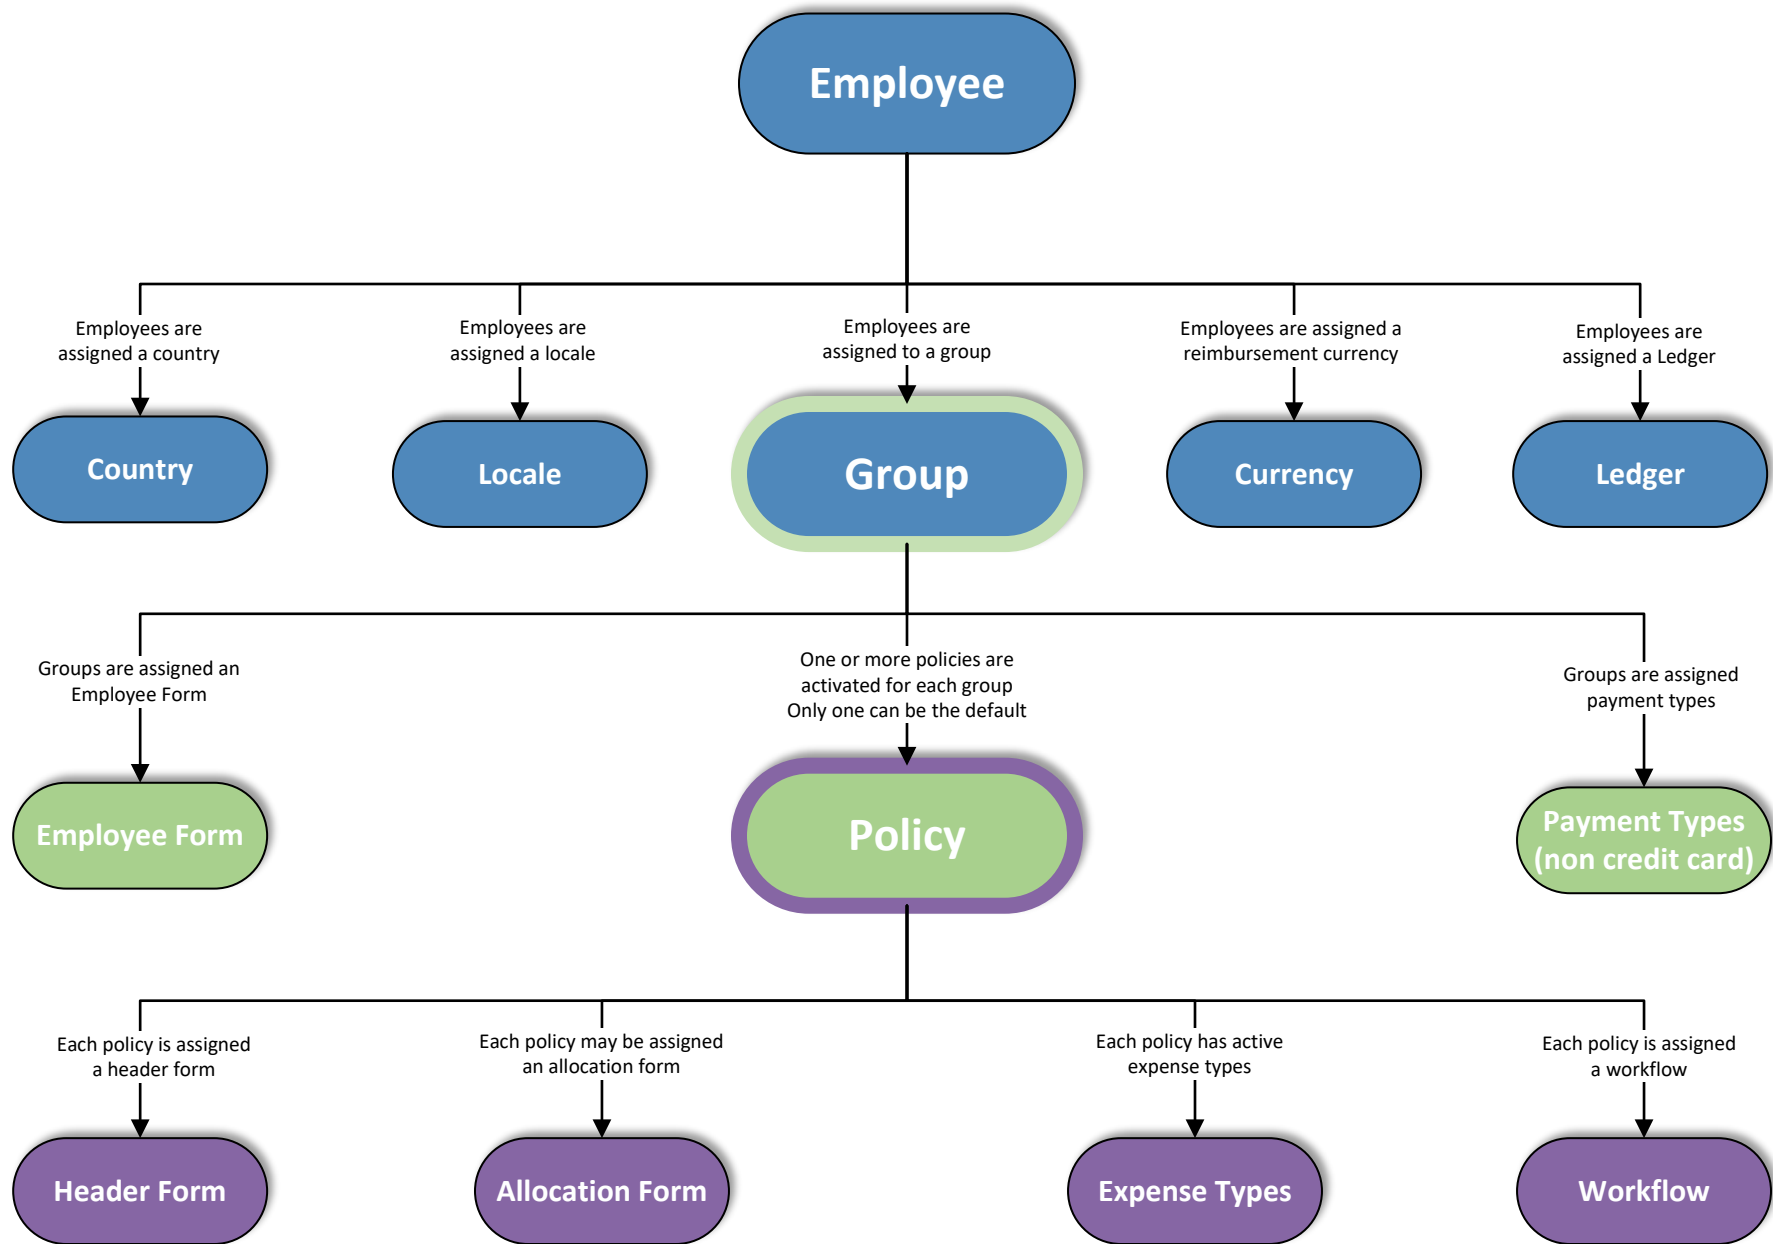 Employee
Employees are
assigned a country
Employees are
assigned a locale
Employees are
assigned to a group
Employees are assigned a
reimbursement currency
Employees are
assigned a Ledger
Country
Locale
Group
Currency
Ledger
Groups are assigned an
Employee Form
One or more policies are
activated for each group
Only one can be the default
Groups are assigned
payment types
Employee Form
Policy
Payment Types
(non credit card)
Each policy is assigned
a header form
Each policy may be assigned
an allocation form
Each policy has active
expense types
Each policy is assigned
a workflow
Header Form
Allocation Form
Expense Types
Workflow